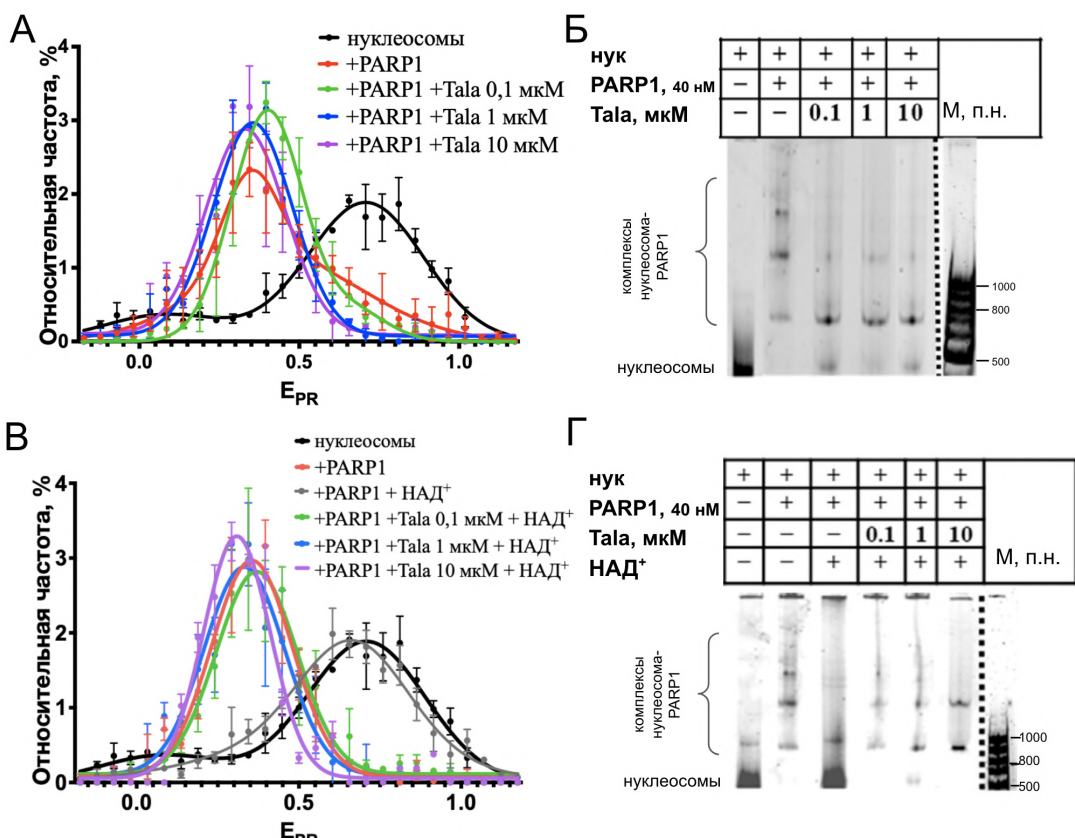 А
Относительная частота, %
4
3
2
1
0
0.0
0.5
1.0
E_PR
нуклеосомы
+PARP1
+PARP1 +Tala 0,1 мкМ
+PARP1 +Tala 1 мкМ
+PARP1 +Tala 10 мкМ
Б
нук + + + + +
PARP1, 40 нМ − + + + +
Tala, мкМ − − 0.1 1 10 М, п.н.
комплексы
нуклеосома-
PARP1
нуклеосомы
1000
800
500
В
Относительная частота, %
4
3
2
1
0
0.0
0.5
1.0
E_PR
нуклеосомы
+PARP1
+PARP1 + НАД⁺
+PARP1 +Tala 0,1 мкМ + НАД⁺
+PARP1 +Tala 1 мкМ + НАД⁺
+PARP1 +Tala 10 мкМ + НАД⁺
Г
нук + + + + + +
PARP1, 40 нМ − + + + + +
Tala, мкМ − − − 0.1 1 10
НАД⁺ − − + + + + М, п.н.
комплексы
нуклеосома-
PARP1
нуклеосомы
1000
800
500